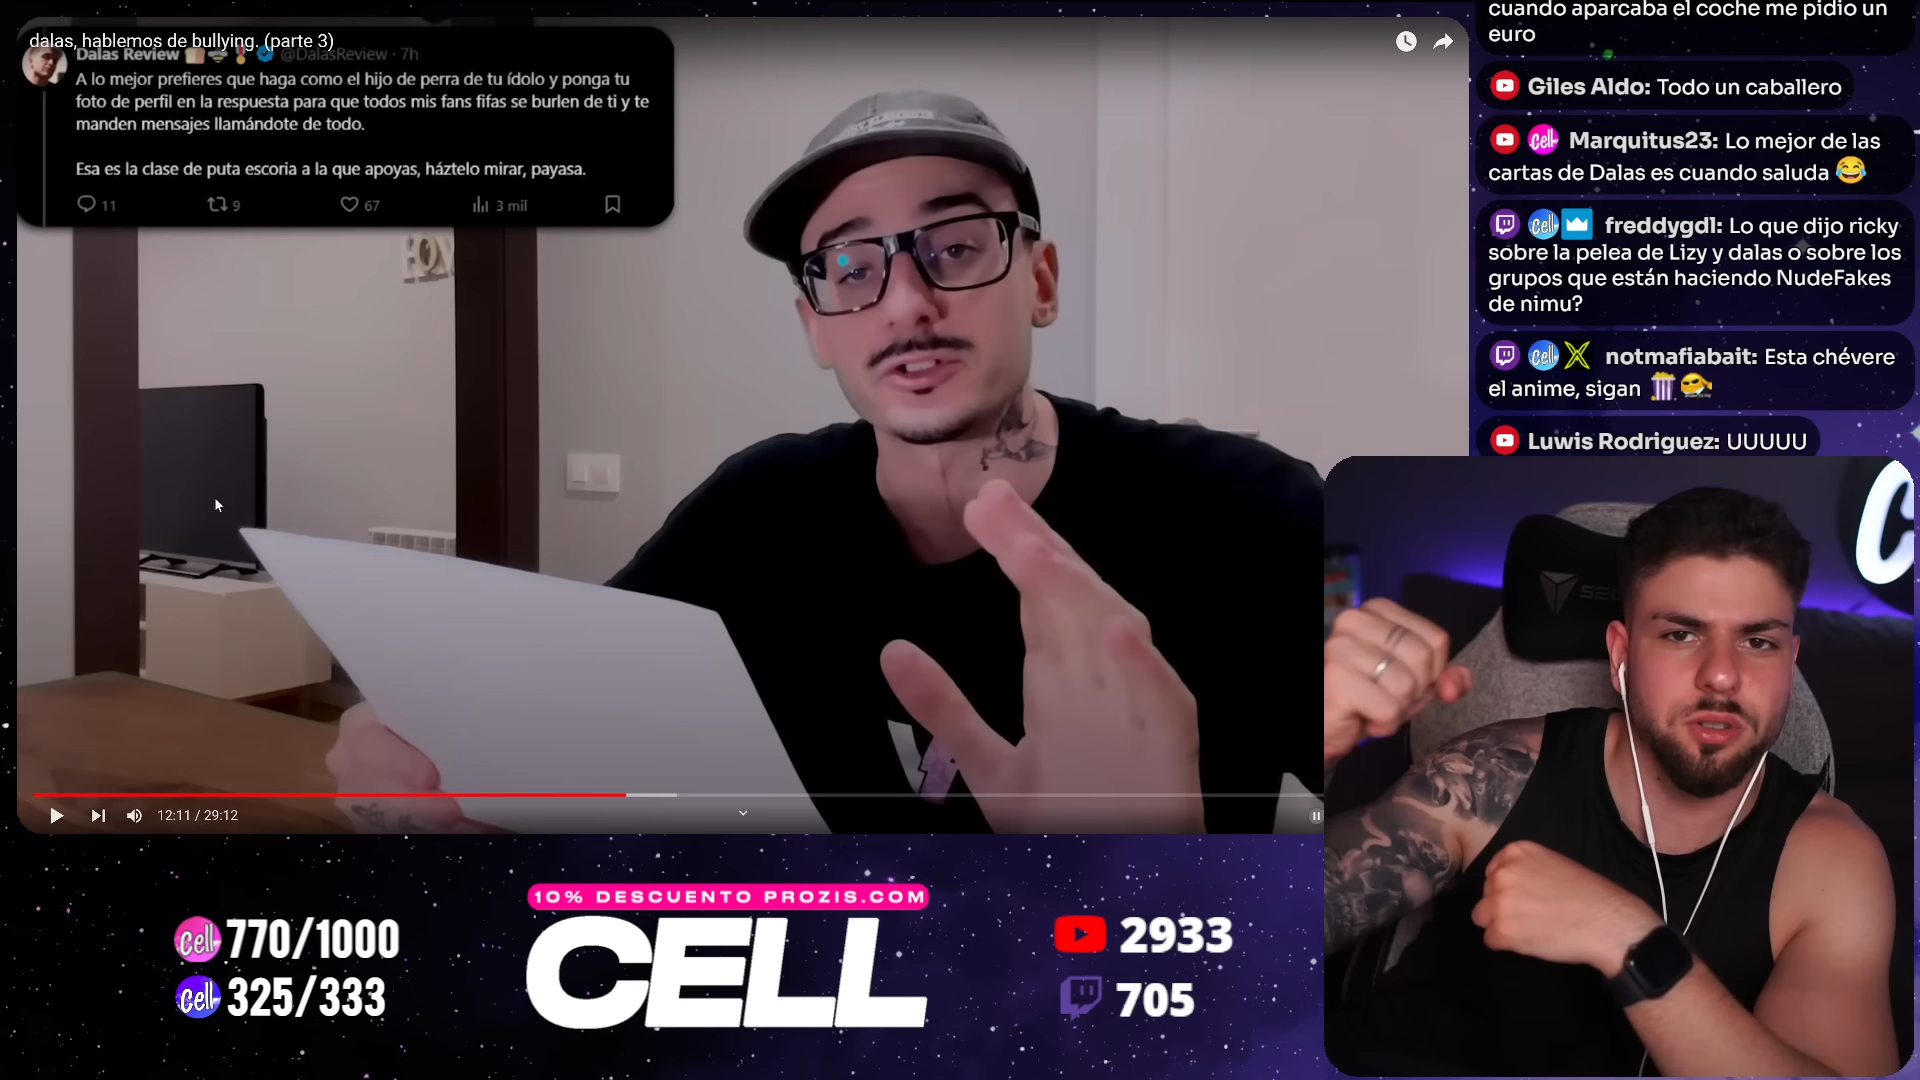 dalas, hablemos de bullying. (parte 3)
Dalas Review @DalasReview · 7h
A lo mejor prefieres que haga como el hijo de perra de tu ídolo y ponga tu
foto de perfil en la respuesta para que todos mis fans fifas se burlen de ti y te
manden mensajes llamándote de todo.
Esa es la clase de puta escoria a la que apoyas, háztelo mirar, payasa.
11 9 67 3 mil
12:11 / 29:12
cuando aparcaba el coche me pidio un
euro
Giles Aldo: Todo un caballero
cell Marquitus23: Lo mejor de las
cartas de Dalas es cuando saluda 😂
cell freddygdl: Lo que dijo ricky
sobre la pelea de Lizy y dalas o sobre los
grupos que están haciendo NudeFakes
de nimu?
cell notmafiabait: Esta chévere
el anime, sigan 🍿
Luwis Rodriguez: UUUUU
10% DESCUENTO PROZIS.COM
CELL
cell 770/1000
cell 325/333
2933
705